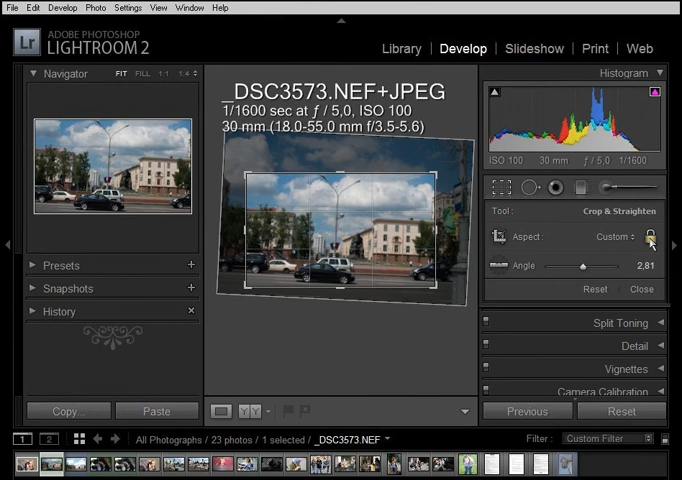 File Edit Develop Photo Settings View Window Help
Lr ADOBE PHOTOSHOP
LIGHTROOM 2
Library Develop Slideshow Print Web
Navigator FIT FILL 1:1 1:4
Histogram
_DSC3573.NEF+JPEG
1/1600 sec at ƒ / 5,0, ISO 100
30 mm (18.0-55.0 mm f/3.5-5.6)
ISO 100 30 mm ƒ / 5,0 1/1600
Tool : Crop & Straighten
Aspect : Custom
Angle 2,81
Reset Close
Presets
Snapshots
History
Split Toning
Detail
Vignettes
Camera Calibration
Copy... Paste
Previous Reset
1 2 All Photographs / 23 photos / 1 selected / _DSC3573.NEF Filter : Custom Filter